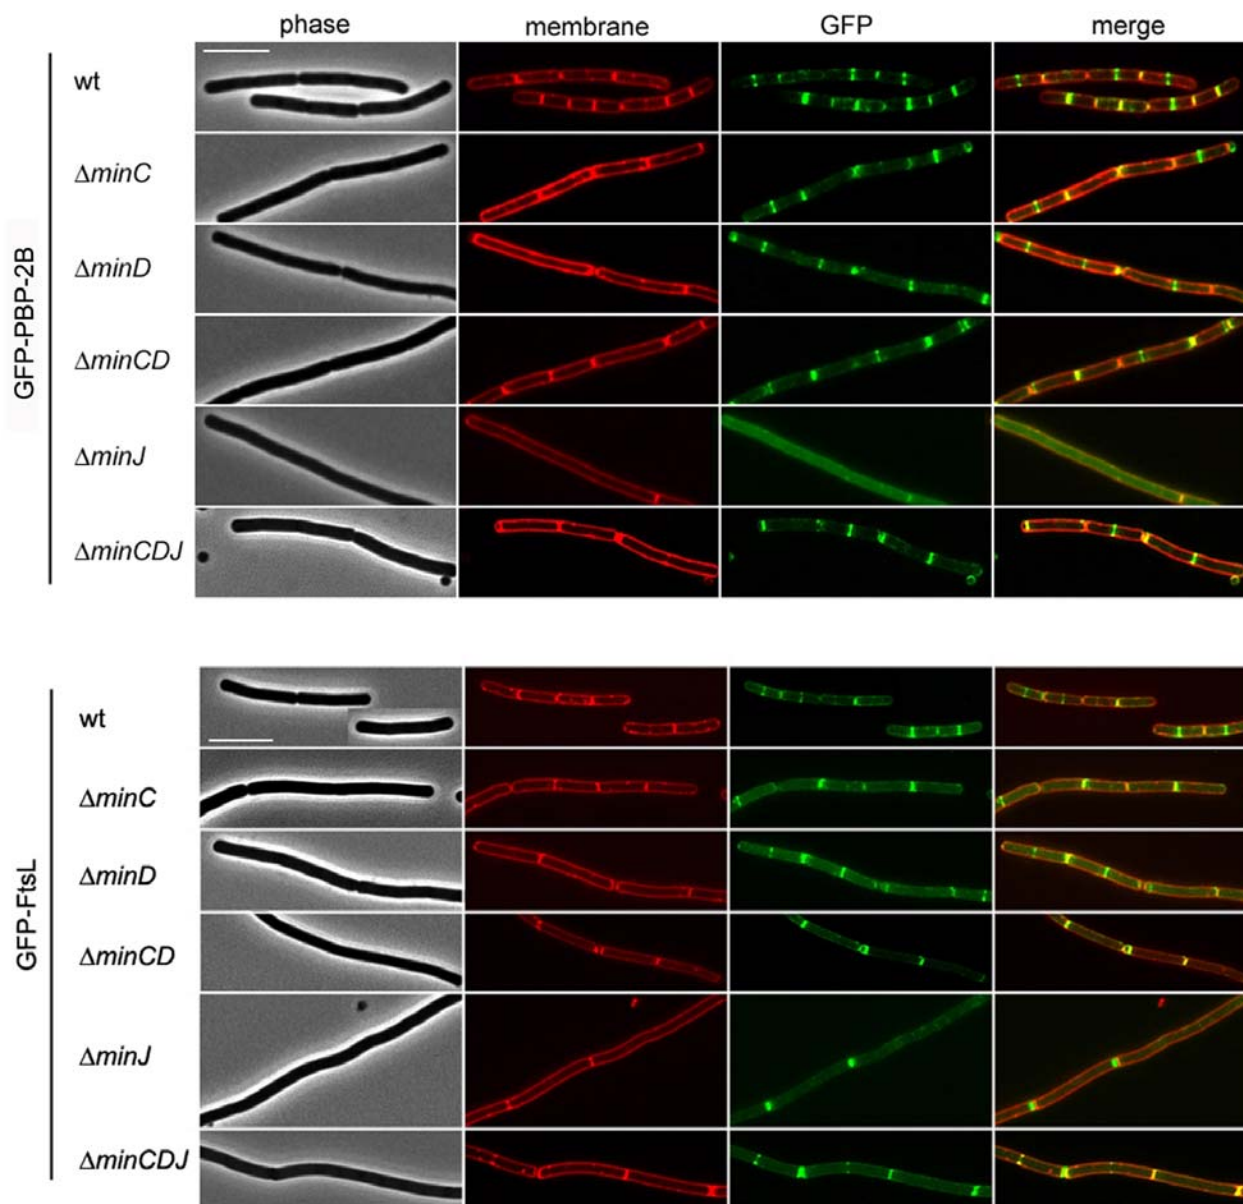 phase membrane GFP merge
GFP-PBP-2B
wt
ΔminC
ΔminD
ΔminCD
ΔminJ
ΔminCDJ
GFP-FtsL
wt
ΔminC
ΔminD
ΔminCD
ΔminJ
ΔminCDJ